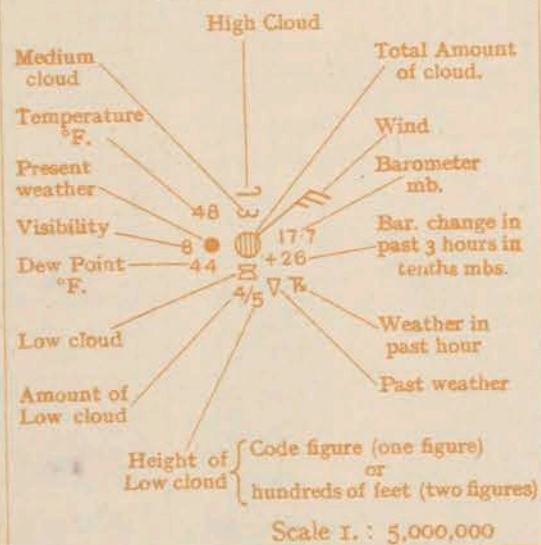 High Cloud
Medium
cloud
Total Amount
of cloud.
Temperature
°F.
Wind
Present
weather
Barometer
mb.
48
Visibility
8
17.7
Bar. change in
past 3 hours in
tenths mbs.
+26
Dew Point
°F.
44
4/5
Low cloud
Weather in
past hour
Amount of
Low cloud
Past weather
Height of
Low cloud
Code figure (one figure)
or
hundreds of feet (two figures)
Scale 1. : 5,000,000